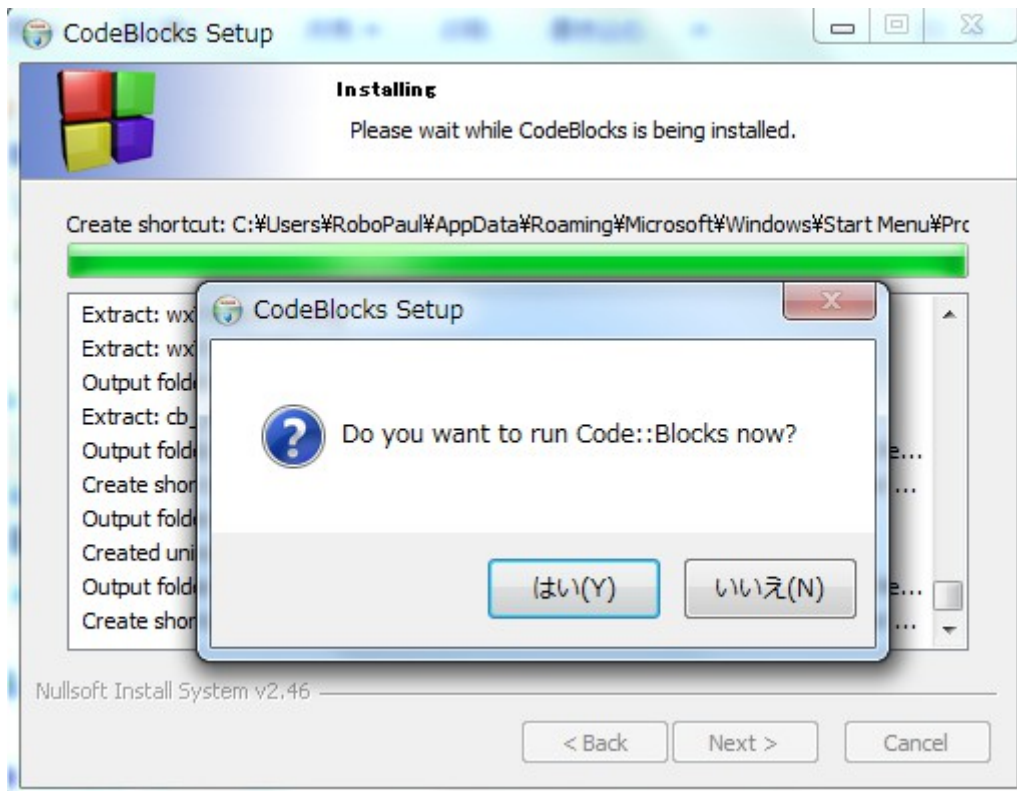 CodeBlocks Setup
Installing
Please wait while CodeBlocks is being installed.
Create shortcut: C:¥Users¥RoboPaul¥AppData¥Roaming¥Microsoft¥Windows¥Start Menu¥Prc
Extract: wx
Extract: wx
Output folde
Extract: cb_
Output folde
Create shor
Output folde
Created uni
Output folde
Create shor
e...
...
e...
...
CodeBlocks Setup
Do you want to run Code::Blocks now?
はい(Y)
いいえ(N)
Nullsoft Install System v2.46
< Back
Next >
Cancel